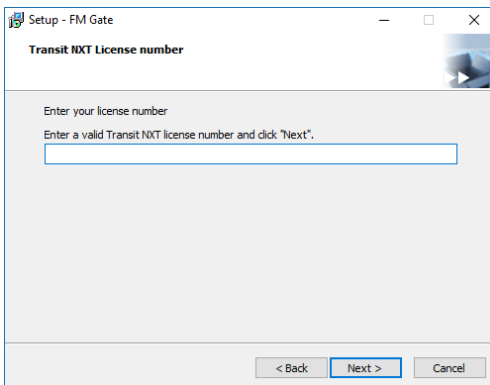 Setup - FM Gate
Transit NXT License number
Enter your license number
Enter a valid Transit NXT license number and click "Next".
< Back
Next >
Cancel